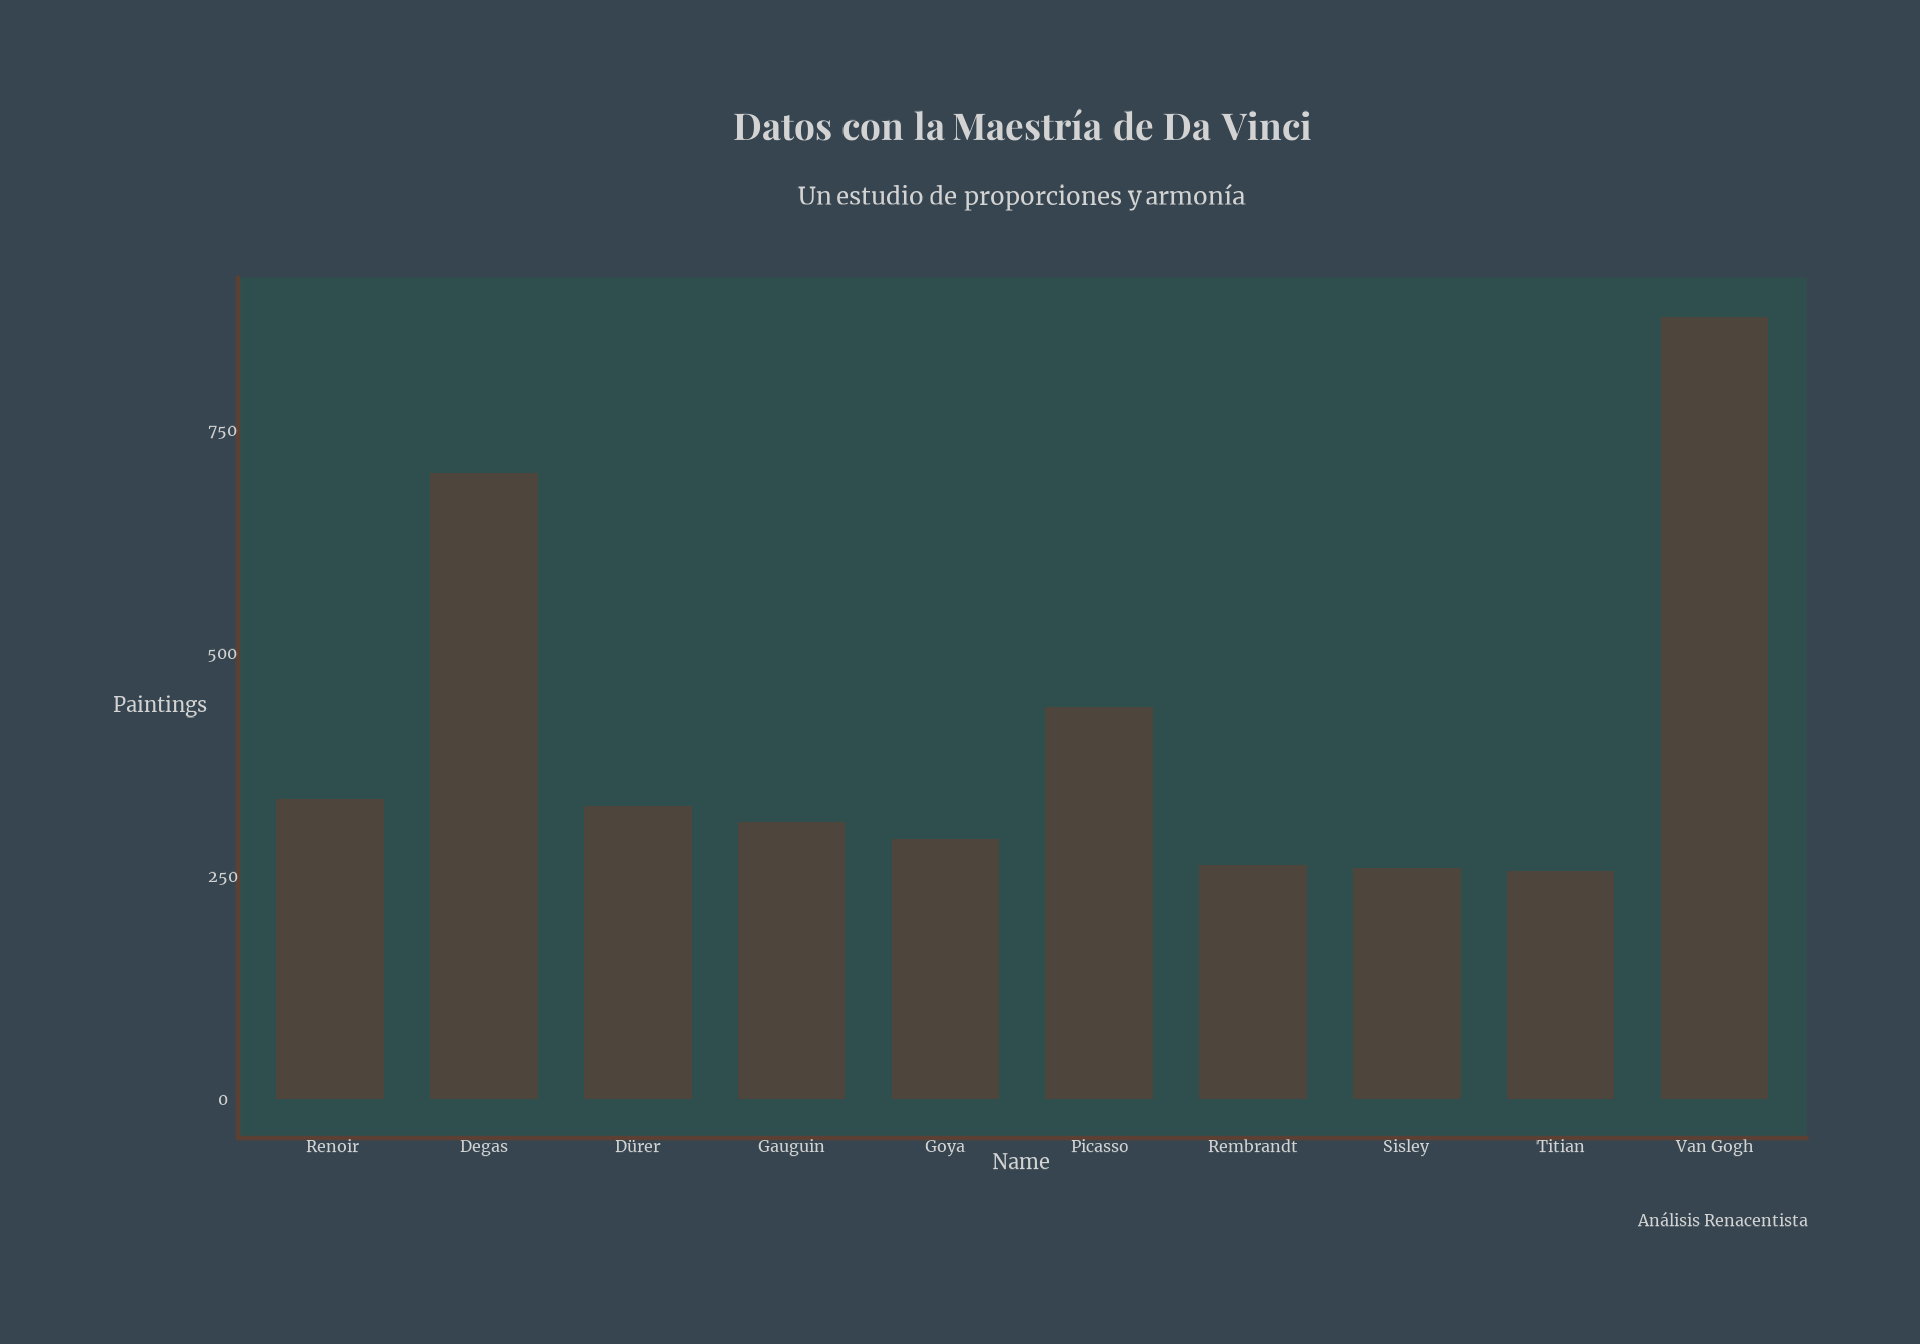 Datos con la Maestría de Da Vinci
Un estudio de proporciones y armonía
750
500
250
0
Paintings
Renoir Degas Dürer Gauguin Goya Picasso Rembrandt Sisley Titian Van Gogh
Name
Análisis Renacentista